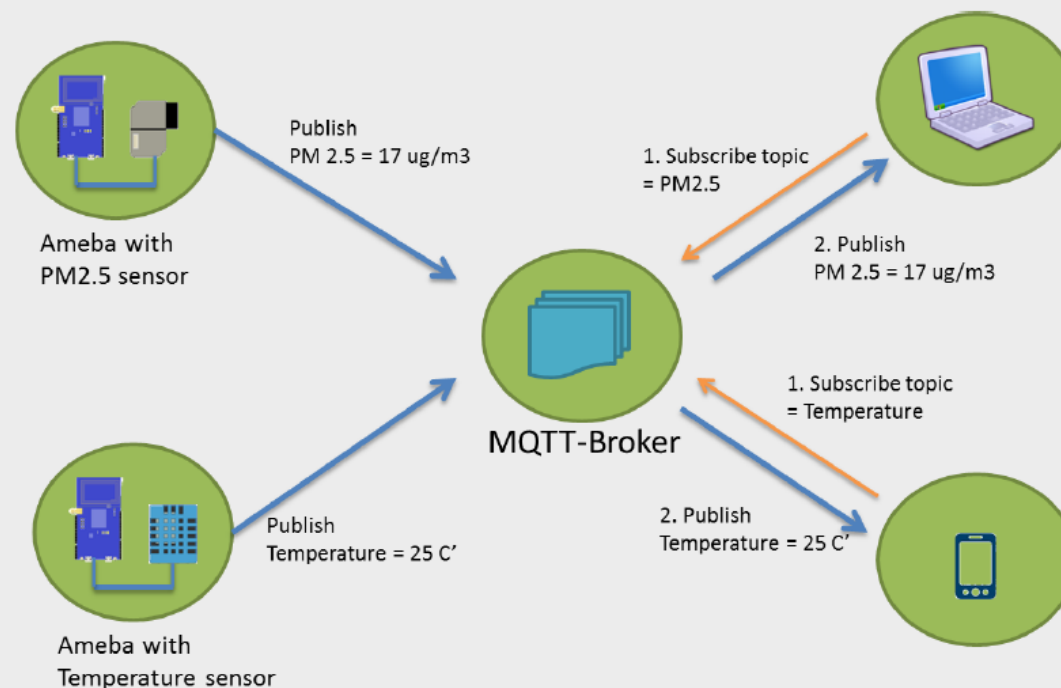 Publish
PM 2.5 = 17 ug/m3
1. Subscribe topic
= PM2.5
Ameba with
PM2.5 sensor
2. Publish
PM 2.5 = 17 ug/m3
1. Subscribe topic
= Temperature
MQTT-Broker
Publish
Temperature = 25 C’
2. Publish
Temperature = 25 C’
Ameba with
Temperature sensor